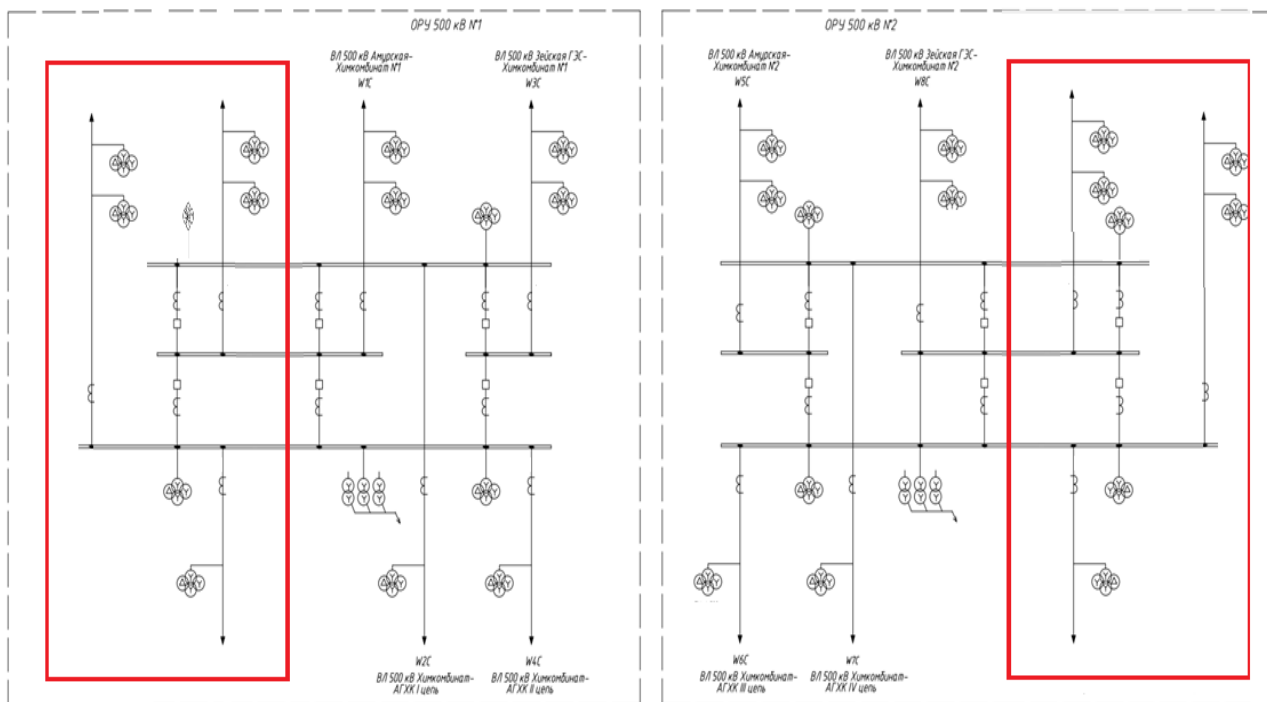 ОРУ 500 кВ №1
ОРУ 500 кВ №2
ВЛ 500 кВ Амурская-
Химкомбинат №1
W1C
ВЛ 500 кВ Зейская ГЭС-
Химкомбинат №1
W3C
ВЛ 500 кВ Амурская-
Химкомбинат №2
W5C
ВЛ 500 кВ Зейская ГЭС-
Химкомбинат №2
W8C
W2C
ВЛ 500 кВ Химкомбинат-
АГХК I цепь
W4C
ВЛ 500 кВ Химкомбинат-
АГХК II цепь
W6C
ВЛ 500 кВ Химкомбинат-
АГХК III цепь
W7C
ВЛ 500 кВ Химкомбинат-
АГХК IV цепь